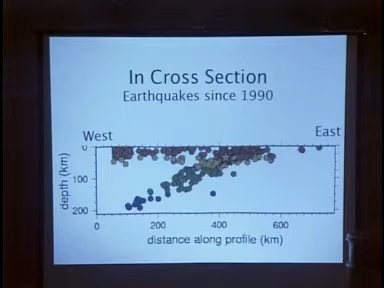 In Cross Section
Earthquakes since 1990
West
East
0
100
200
depth (km)
0
200
400
600
distance along profile (km)